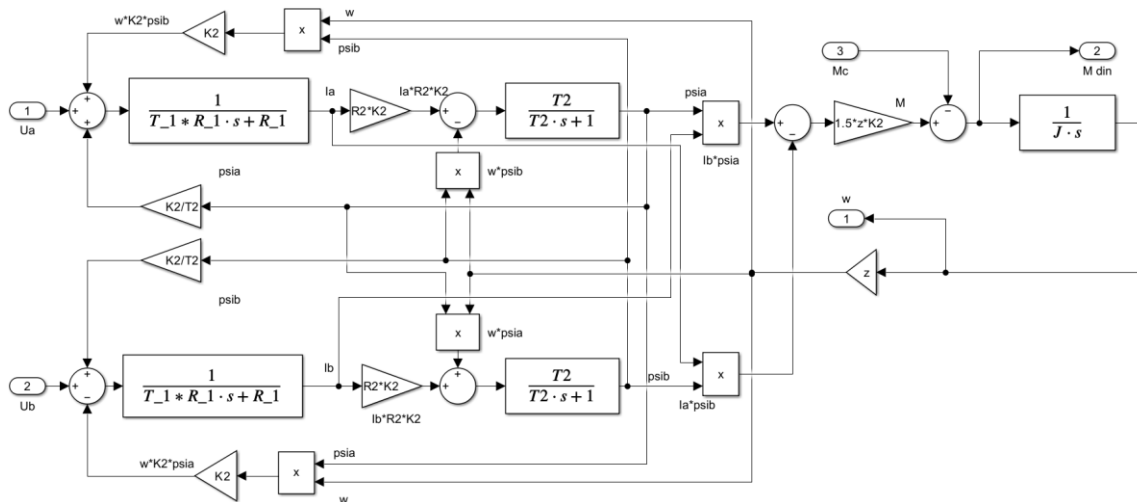 w*K2*psib
K2
x
w
psib
3
Mc
2
M din
1
Ua
+
+
+
1
T_1∗R_1·s+R_1
Ia
R2*K2
Ia*R2*K2
+
−
T2
T2·s+1
psia
x
Ib*psia
+
−
M
1.5*z*K2
−
+
1
J·s
x
w*psib
psia
K2/T2
w
1
K2/T2
z
psib
x
w*psia
2
Ub
+
+
−
1
T_1∗R_1·s+R_1
Ib
R2*K2
Ib*R2*K2
+
+
T2
T2·s+1
psib
x
Ia*psib
w*K2*psia
K2
x
psia
w